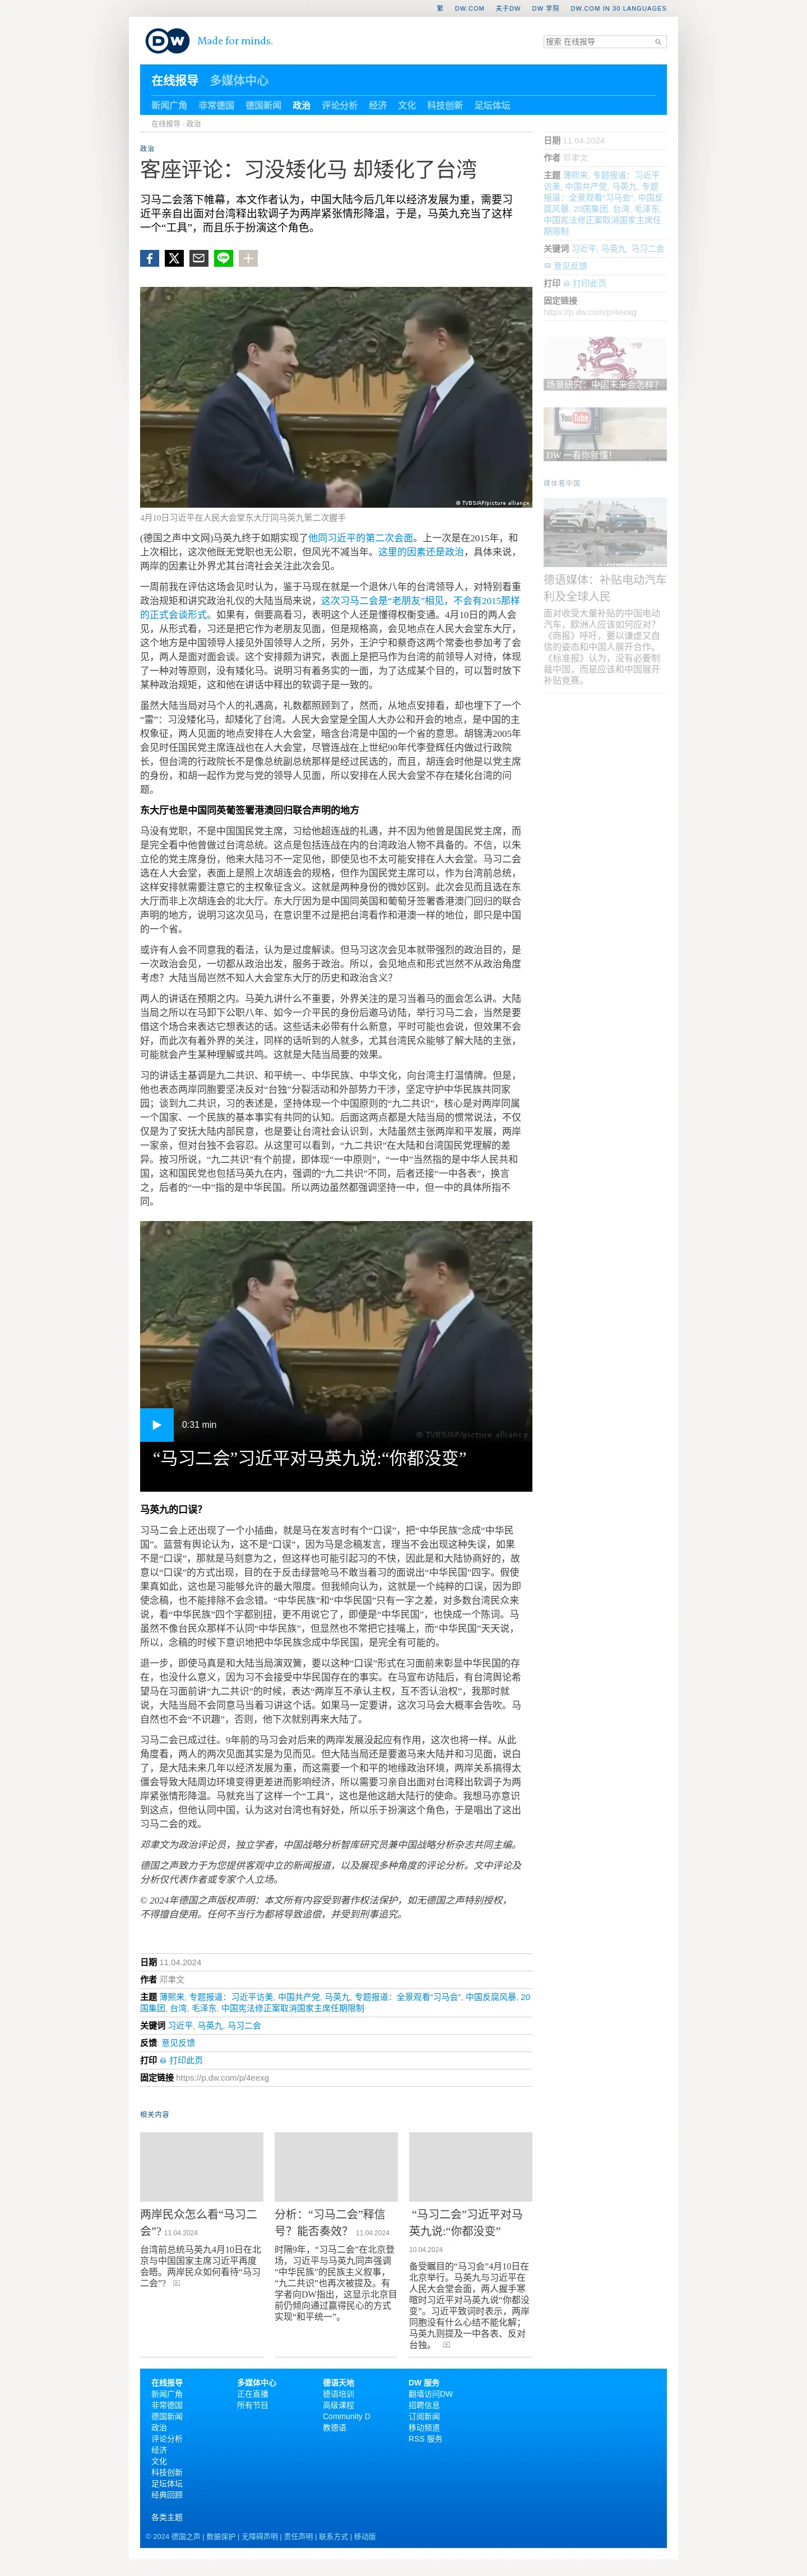 繁 DW.COM 关于DW DW 学院 DW.COM IN 30 LANGUAGES
DW Made for minds.
搜索 在线报导
在线报导 多媒体中心
新闻广角 非常德国 德国新闻 政治 评论分析 经济 文化 科技创新 足坛体坛
在线报导 · 政治
政治
客座评论：习没矮化马 却矮化了台湾
习马二会落下帷幕，本文作者认为，中国大陆今后几年以经济发展为重，需要习
近平亲自出面对台湾释出软调子为两岸紧张情形降温，于是，马英九充当了这样
一个“工具”，而且乐于扮演这个角色。
© TVBS/AP/picture alliance
4月10日习近平在人民大会堂东大厅同马英九第二次握手
(德国之声中文网)马英九终于如期实现了他同习近平的第二次会面。上一次是在2015年，和
上次相比，这次他既无党职也无公职，但风光不减当年。这里的因素还是政治，具体来说，
两岸的因素让外界尤其台湾社会关注此次会见。
一周前我在评估这场会见时认为，鉴于马现在就是一个退休八年的台湾领导人，对特别看重
政治规矩和讲究政治礼仪的大陆当局来说，这次习马二会是“老朋友”相见，不会有2015那样
的正式会谈形式。如果有，倒要高看习，表明这个人还是懂得权衡变通。4月10日的两人会
见，从形式看，习还是把它作为老朋友见面，但是规格高，会见地点在人民大会堂东大厅，
这个地方是中国领导人接见外国领导人之所，另外，王沪宁和蔡奇这两个常委也参加考了会
见，两人是面对面会谈。这个安排颇为讲究，表面上是把马作为台湾的前领导人对待，体现
了一种对等原则，没有矮化马。说明习有着务实的一面，为了达成某个目的，可以暂时放下
某种政治规矩，这和他在讲话中释出的软调子是一致的。
虽然大陆当局对马个人的礼遇高，礼数都照顾到了，然而，从地点安排看，却也埋下了一个
“雷”：习没矮化马，却矮化了台湾。人民大会堂是全国人大办公和开会的地点，是中国的主
权象征，两人见面的地点安排在人大会堂，暗含台湾是中国的一个省的意思。胡锦涛2005年
会见时任国民党主席连战也在人大会堂，尽管连战在上世纪90年代李登辉任内做过行政院
长，但台湾的行政院长不是像总统副总统那样是经过民选的，而且，胡连会时他是以党主席
的身份，和胡一起作为党与党的领导人见面，所以安排在人民大会堂不存在矮化台湾的问
题。
东大厅也是中国同英葡签署港澳回归联合声明的地方
马没有党职，不是中国国民党主席，习给他超连战的礼遇，并不因为他曾是国民党主席，而
是完全看中他曾做过台湾总统。这点是包括连战在内的台湾政治人物不具备的。不信，以朱
立伦的党主席身份，他来大陆习不一定见他，即使见也不太可能安排在人大会堂。马习二会
选在人大会堂，表面上是照上次胡连会的规格，但作为国民党主席可以，作为台湾前总统，
这样安排就需要注意它的主权象征含义。这就是两种身份的微妙区别。此次会见而且选在东
大厅而非上次胡连会的北大厅。东大厅因为是中国同英国和葡萄牙签署香港澳门回归的联合
声明的地方，说明习这次见马，在意识里不过是把台湾看作和港澳一样的地位，即只是中国
的一个省。
或许有人会不同意我的看法，认为是过度解读。但马习这次会见本就带强烈的政治目的，是
一次政治会见，一切都从政治出发，服务于政治。所以，会见地点和形式岂然不从政治角度
考虑？大陆当局岂然不知人大会堂东大厅的历史和政治含义？
两人的讲话在预期之内。马英九讲什么不重要，外界关注的是习当着马的面会怎么讲。大陆
当局之所以在马卸下公职八年、如今一介平民的身份后邀马访陆，举行习马二会，当然是要
借这个场合来表达它想表达的话。这些话未必带有什么新意，平时可能也会说，但效果不会
好，而此次有着外界的关注，同样的话听到的人就多，尤其台湾民众能够了解大陆的主张，
可能就会产生某种理解或共鸣。这就是大陆当局要的效果。
习的讲话主基调是九二共识、和平统一、中华民族、中华文化，向台湾主打温情牌。但是，
他也表态两岸同胞要坚决反对“台独”分裂活动和外部势力干涉，坚定守护中华民族共同家
园；谈到九二共识，习的表述是，坚持体现一个中国原则的“九二共识”，核心是对两岸同属
一个国家、一个民族的基本事实有共同的认知。后面这两点都是大陆当局的惯常说法，不仅
仅是为了安抚大陆内部民意，也是要让台湾社会认识到，大陆虽然主张两岸和平发展，两岸
一家亲，但对台独不会容忍。从这里可以看到，“九二共识”在大陆和台湾国民党理解的差
异。按习所说，“九二共识”有个前提，即体现“一中原则”，“一中”当然指的是中华人民共和
国，这和国民党也包括马英九在内，强调的“九二共识”不同，后者还接“一中各表”，换言
之，后者的“一中”指的是中华民国。所以两边虽然都强调坚持一中，但一中的具体所指不
同。
© TVBS/AP/picture alliance
0:31 min
“马习二会”习近平对马英九说:“你都没变”
马英九的口误？
习马二会上还出现了一个小插曲，就是马在发言时有个“口误”，把“中华民族”念成“中华民
国”。蓝营有舆论认为，这不是“口误”，因为马是念稿发言，理当不会出现这种失误，如果
不是“口误”，那就是马刻意为之，但这样也可能引起习的不快，因此是和大陆协商好的，故
意以“口误”的方式出现，目的在于反击绿营呛马不敢当着习的面说出“中华民国”四字。假使
果真如此，这也是习能够允许的最大限度。但我倾向认为，这就是一个纯粹的口误，因为即
使念稿，也不能排除不会念错。“中华民族”和“中华民国”只有一字之差，对多数台湾民众来
说，看“中华民族”四个字都别扭，更不用说它了，即便是“中华民国”，也快成一个陈词。马
虽然不像台民众那样不认同“中华民族”，但显然也不常把它挂嘴上，而“中华民国”天天说，
所以，念稿的时候下意识地把中华民族念成中华民国，是完全有可能的。
退一步，即使马真是和大陆当局演双簧，要以这种“口误”形式在习面前来彰显中华民国的存
在，也没什么意义，因为习不会接受中华民国存在的事实。在马宣布访陆后，有台湾舆论希
望马在习面前讲“九二共识”的时候，表达“两岸互不承认主权，互不否认治权”，我那时就
说，大陆当局不会同意马当着习讲这个话。如果马一定要讲，这次习马会大概率会告吹。马
自然也不会“不识趣”，否则，他下次就别再来大陆了。
习马二会已成过往。9年前的马习会对后来的两岸发展没起应有作用，这次也将一样。从此
角度看，两人的两次见面其实是为见而见。但大陆当局还是要邀马来大陆并和习见面，说白
了，是大陆未来几年以经济发展为重，而这需要一个和平的地缘政治环境，两岸关系搞得太
僵会导致大陆周边环境变得更差进而影响经济，所以需要习亲自出面对台湾释出软调子为两
岸紧张情形降温。马就充当了这样一个“工具”，这也是他这趟大陆行的使命。我想马亦意识
到这点，但他认同中国，认为这对台湾也有好处，所以乐于扮演这个角色，于是唱出了这出
习马二会的戏。
邓聿文为政治评论员，独立学者，中国战略分析智库研究员兼中国战略分析杂志共同主编。
德国之声致力于为您提供客观中立的新闻报道，以及展现多种角度的评论分析。文中评论及
分析仅代表作者或专家个人立场。
© 2024年德国之声版权声明：本文所有内容受到著作权法保护，如无德国之声特别授权，
不得擅自使用。任何不当行为都将导致追偿，并受到刑事追究。
日期 11.04.2024
作者 邓聿文
主题 薄熙来, 专题报道：习近平访美, 中国共产党, 马英九, 专题报道：全景观看“习马会”, 中国反腐风暴, 20
国集团, 台湾, 毛泽东, 中国宪法修正案取消国家主席任期限制
关键词 习近平, 马英九, 马习二会
反馈: 意见反馈
打印 打印此页
固定链接 https://p.dw.com/p/4eexg
相关内容
两岸民众怎么看“马习二
会”? 11.04.2024
台湾前总统马英九4月10日在北
京与中国国家主席习近平再度
会晤。两岸民众如何看待“马习
二会”?
分析：“习马二会”释信
号？能否奏效？ 11.04.2024
时隔9年，“习马二会”在北京登
场，习近平与马英九同声强调
“中华民族”的民族主义叙事，
“九二共识”也再次被提及。有
学者向DW指出，这显示北京目
前仍倾向通过赢得民心的方式
实现“和平统一”。
“马习二会”习近平对马
英九说:“你都没变”
10.04.2024
备受瞩目的“马习会”4月10日在
北京举行。马英九与习近平在
人民大会堂会面，两人握手寒
暄时习近平对马英九说“你都没
变”。习近平致词时表示，两岸
同胞没有什么心结不能化解；
马英九则提及一中各表、反对
台独。
日期 11.04.2024
作者 邓聿文
主题 薄熙来, 专题报道：习近平
访美, 中国共产党, 马英九, 专题
报道：全景观看“习马会”, 中国反
腐风暴, 20国集团, 台湾, 毛泽东,
中国宪法修正案取消国家主席任
期限制
关键词 习近平, 马英九, 马习二会
意见反馈
打印 打印此页
固定链接
https://p.dw.com/p/4eexg
场景研究：中国未来会怎样？
YouTube
DW 一看你就懂！
媒体看中国
德语媒体：补贴电动汽车
利及全球人民
面对收受大量补贴的中国电动
汽车，欧洲人应该如何应对？
《商报》呼吁，要以谦虚又自
信的姿态和中国人展开合作。
《标准报》认为，没有必要制
裁中国，而是应该和中国展开
补贴竞赛。
在线报导
新闻广角
非常德国
德国新闻
政治
评论分析
经济
文化
科技创新
足坛体坛
经典回顾
各类主题
多媒体中心
正在直播
所有节目
德语天地
德语培训
高级课程
Community D
教德语
DW 服务
翻墙访问DW
招聘信息
订阅新闻
移动频道
RSS 服务
© 2024 德国之声 | 数据保护 | 无障碍声明 | 责任声明 | 联系方式 | 移动版